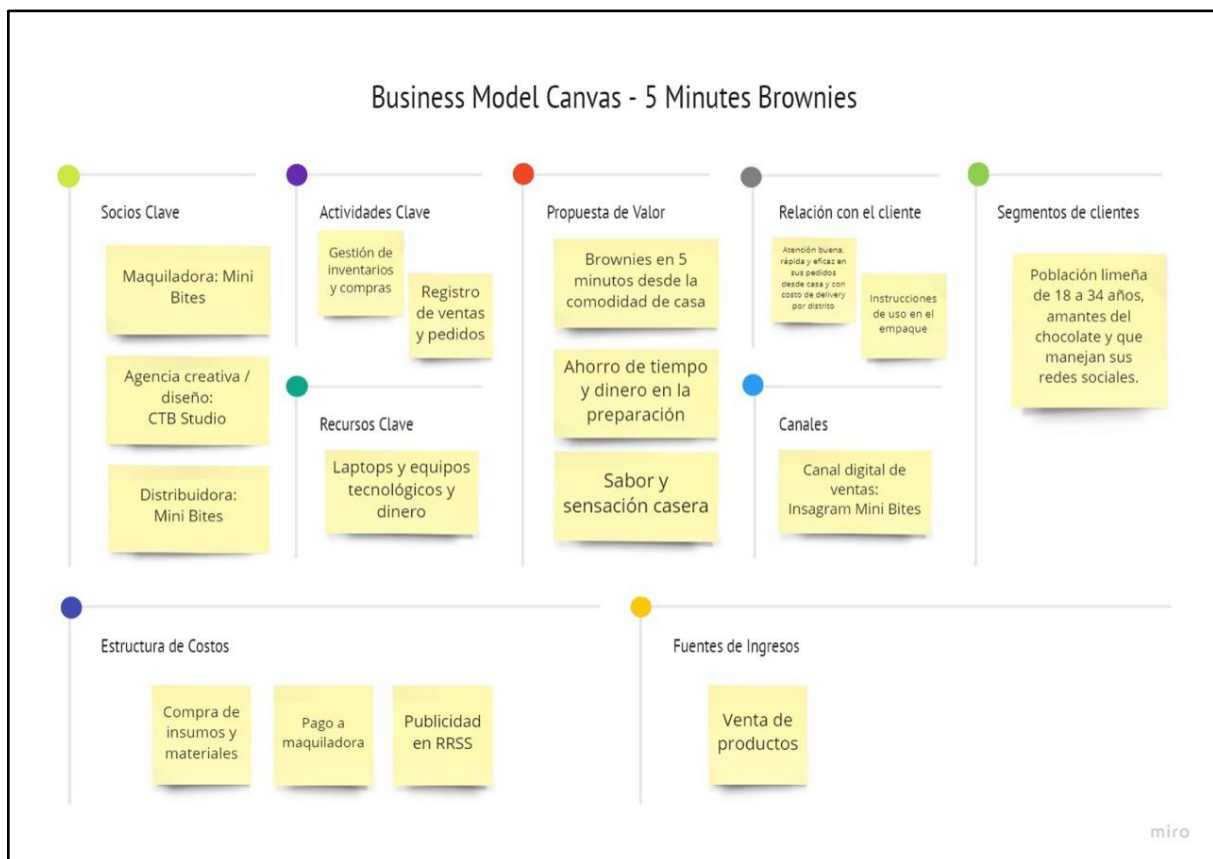 Business Model Canvas - 5 Minutes Brownies
Socios Clave
Maquiladora: Mini
Bites
Agencia creativa /
diseño:
CTB Studio
Distribuidora:
Mini Bites
Actividades Clave
Gestión de
inventarios
y compras
Registro
de ventas
y pedidos
Recursos Clave
Laptops y equipos
tecnológicos y
dinero
Propuesta de Valor
Brownies en 5
minutos desde la
comodidad de casa
Ahorro de tiempo
y dinero en la
preparación
Sabor y
sensación casera
Relación con el cliente
Atención buena,
rápida y eficaz en
sus pedidos
desde casa y con
costo de delivery
por distrito
Instrucciones
de uso en el
empaque
Canales
Canal digital de
ventas:
Insagram Mini Bites
Segmentos de clientes
Población limeña
de 18 a 34 años,
amantes del
chocolate y que
manejan sus
redes sociales.
Estructura de Costos
Compra de
insumos y
materiales
Pago a
maquiladora
Publicidad
en RRSS
Fuentes de Ingresos
Venta de
productos
miro